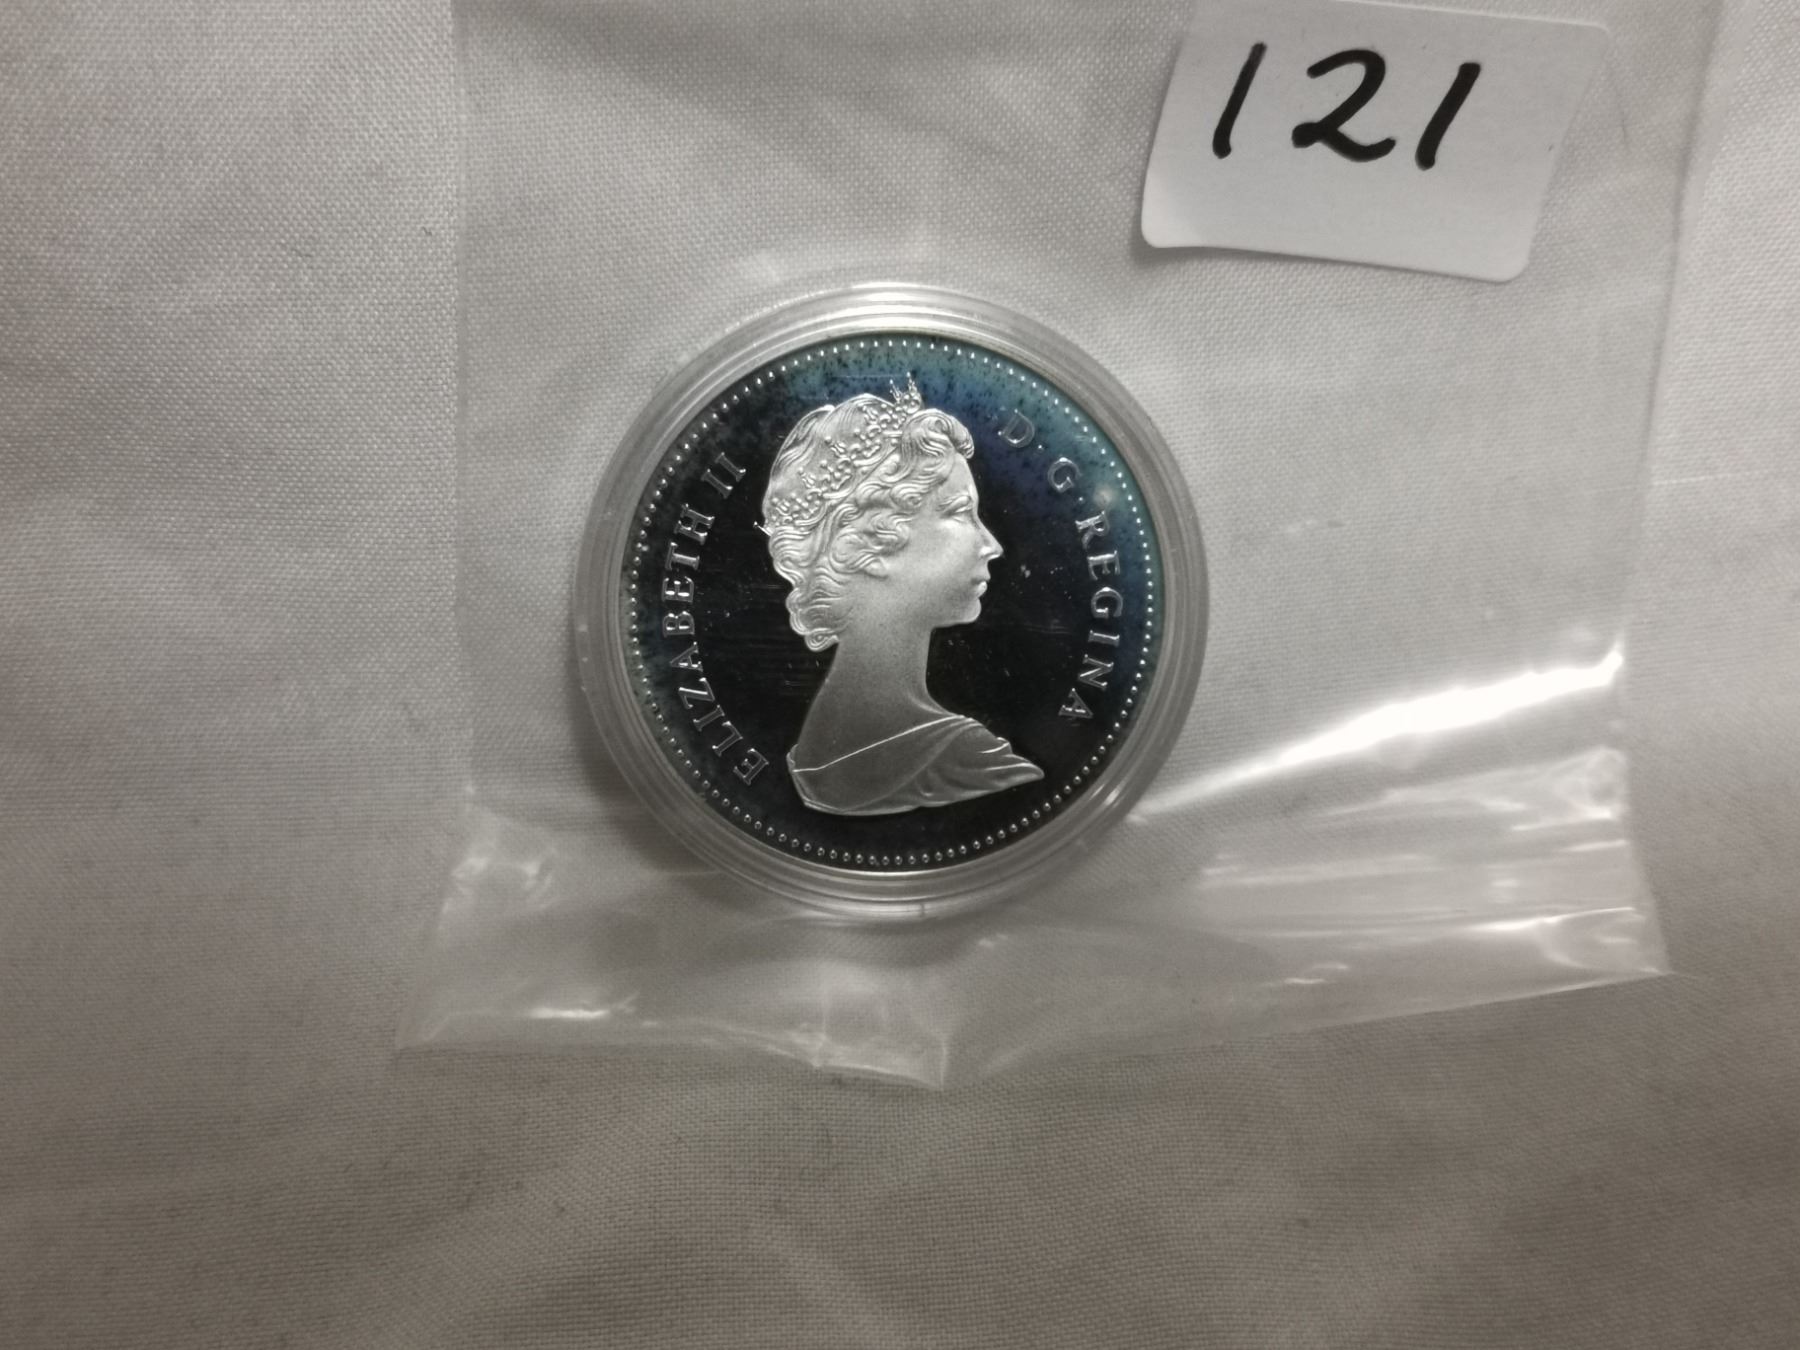 121
ELIZABETH II D·G·REGINA